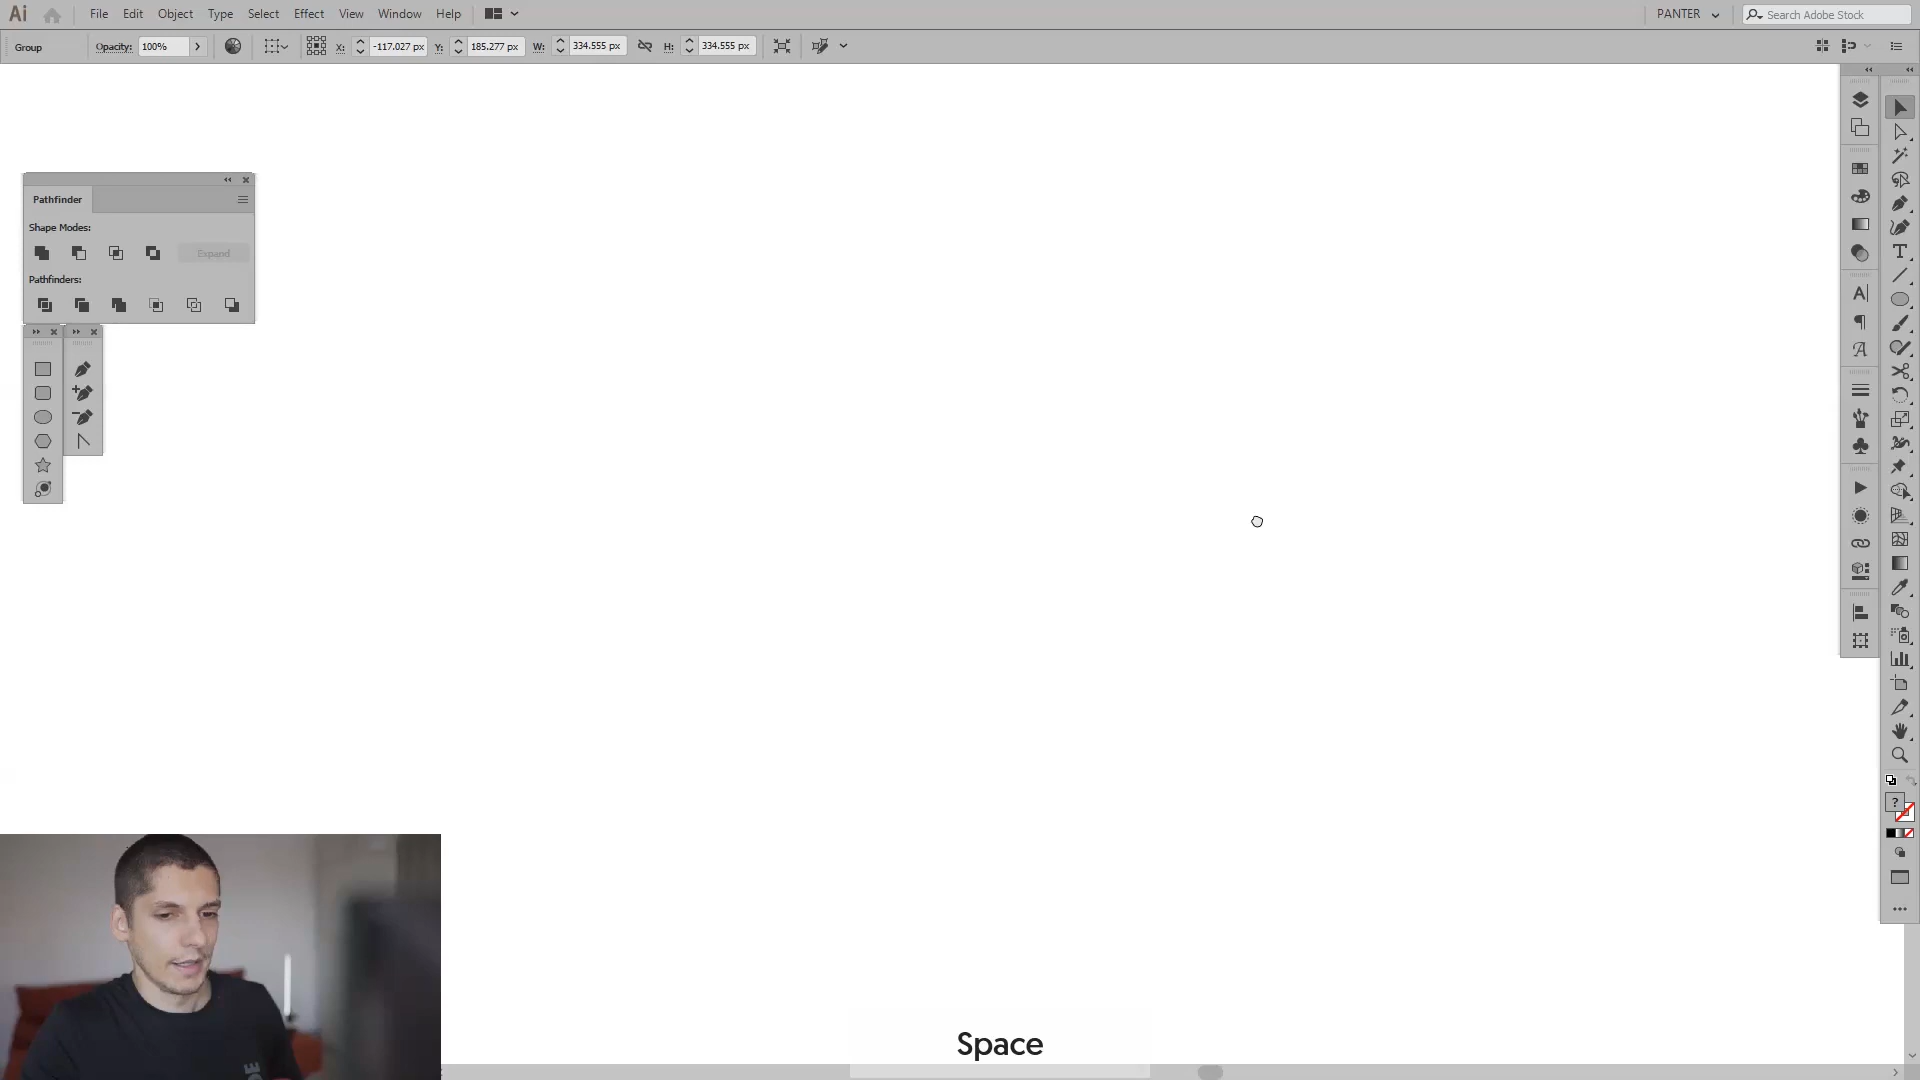 Ai File Edit Object Type Select Effect View Window Help PANTER Search Adobe Stock
Group Opacity: 100% X: -117.027 px Y: 185.277 px W: 334.555 px H: 334.555 px
Pathfinder
Shape Modes:
Expand
Pathfinders:
Space